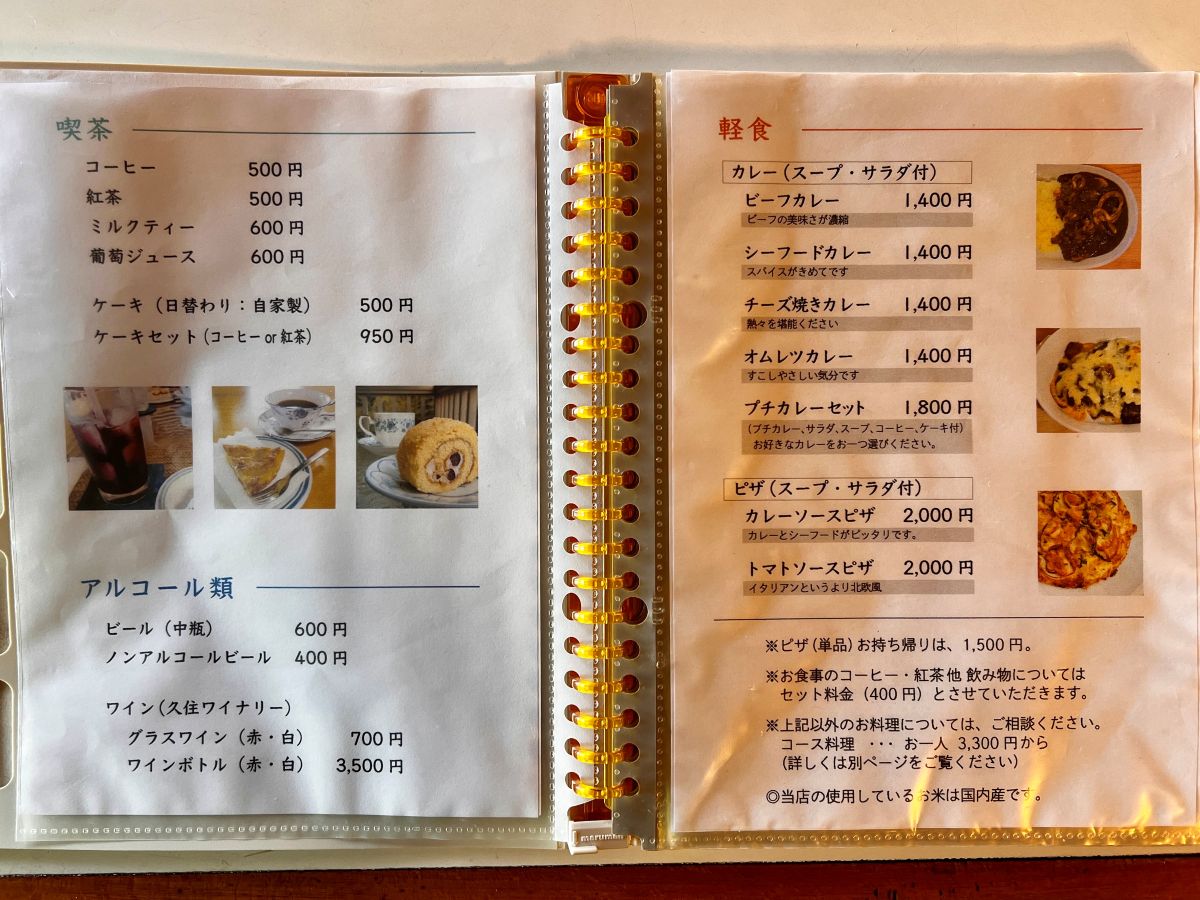 喫茶
コーヒー 500円
紅茶 500円
ミルクティー 600円
葡萄ジュース 600円
ケーキ（日替わり：自家製） 500円
ケーキセット（コーヒー or 紅茶） 950円
アルコール類
ビール（中瓶） 600円
ノンアルコールビール 400円
ワイン（久住ワイナリー）
グラスワイン（赤・白） 700円
ワインボトル（赤・白） 3,500円
maruman
軽食
カレー（スープ・サラダ付）
ビーフカレー 1,400円
ビーフの美味さが濃縮
シーフードカレー 1,400円
スパイスがきめてです
チーズ焼きカレー 1,400円
熱々を堪能ください
オムレツカレー 1,400円
すこしやさしい気分です
プチカレーセット 1,800円
（プチカレー、サラダ、スープ、コーヒー、ケーキ付）
お好きなカレーをお一つ選びください。
ピザ（スープ・サラダ付）
カレーソースピザ 2,000円
カレーとシーフードがピッタリです。
トマトソースピザ 2,000円
イタリアンというより北欧風
※ピザ（単品）お持ち帰りは、1,500円。
※お食事のコーヒー・紅茶他 飲み物については
セット料金（400円）とさせていただきます。
※上記以外のお料理については、ご相談ください。
コース料理 ・・・ お一人 3,300円から
（詳しくは別ページをご覧ください）
◎当店の使用しているお米は国内産です。